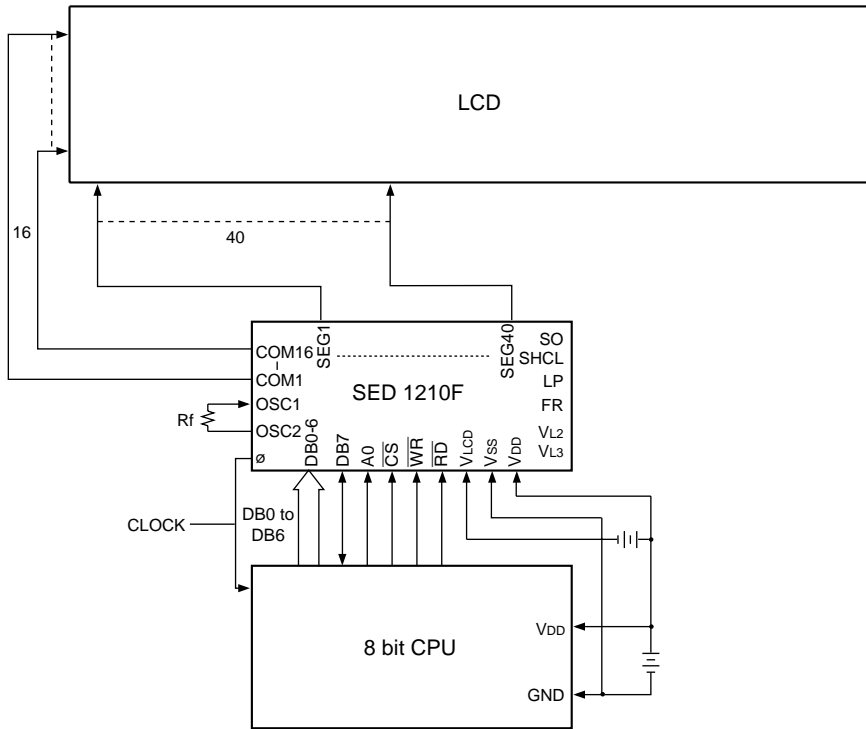 LCD
16
40
SEG1
SEG40
COM16
COM1
OSC1
OSC2
ø
Rf
SED 1210F
SO
SHCL
LP
FR
VL2
VL3
DB0-6
DB7
A0
CS
WR
RD
VLCD
VSS
VDD
CLOCK
DB0 to
DB6
8 bit CPU
VDD
GND